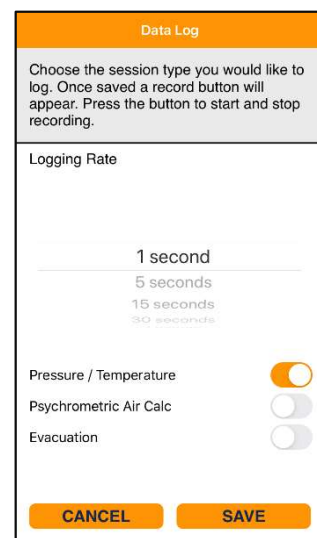 Data Log
Choose the session type you would like to
log. Once saved a record button will
appear. Press the button to start and stop
recording.
Logging Rate
1 second
5 seconds
15 seconds
30 seconds
Pressure / Temperature
Psychrometric Air Calc
Evacuation
CANCEL SAVE